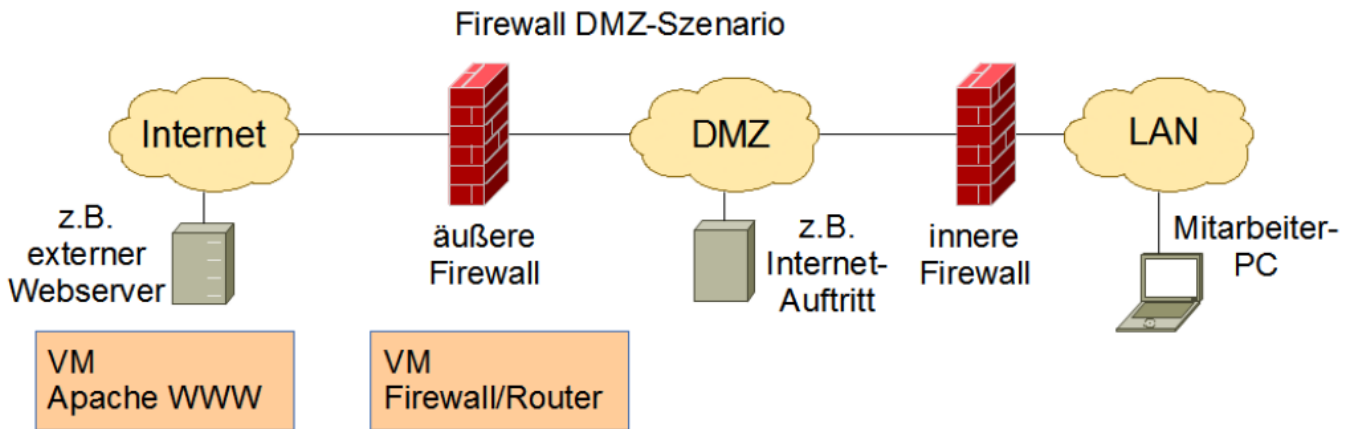 Firewall DMZ-Szenario
Internet
DMZ
LAN
z.B.
externer
Webserver
äußere
Firewall
z.B.
Internet-
Auftritt
innere
Firewall
Mitarbeiter-
PC
VM
Apache WWW
VM
Firewall/Router